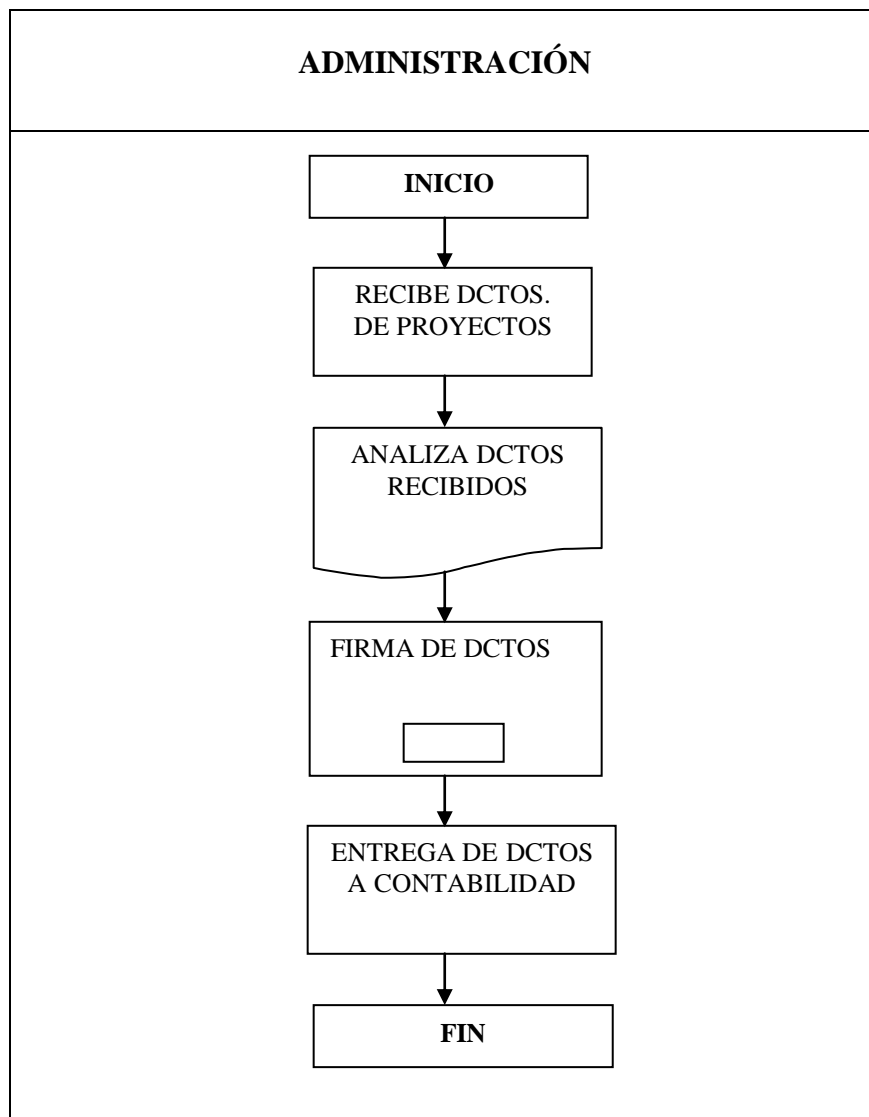 ADMINISTRACIÓN
INICIO
RECIBE DCTOS.
DE PROYECTOS
ANALIZA DCTOS
RECIBIDOS
FIRMA DE DCTOS
ENTREGA DE DCTOS
A CONTABILIDAD
FIN